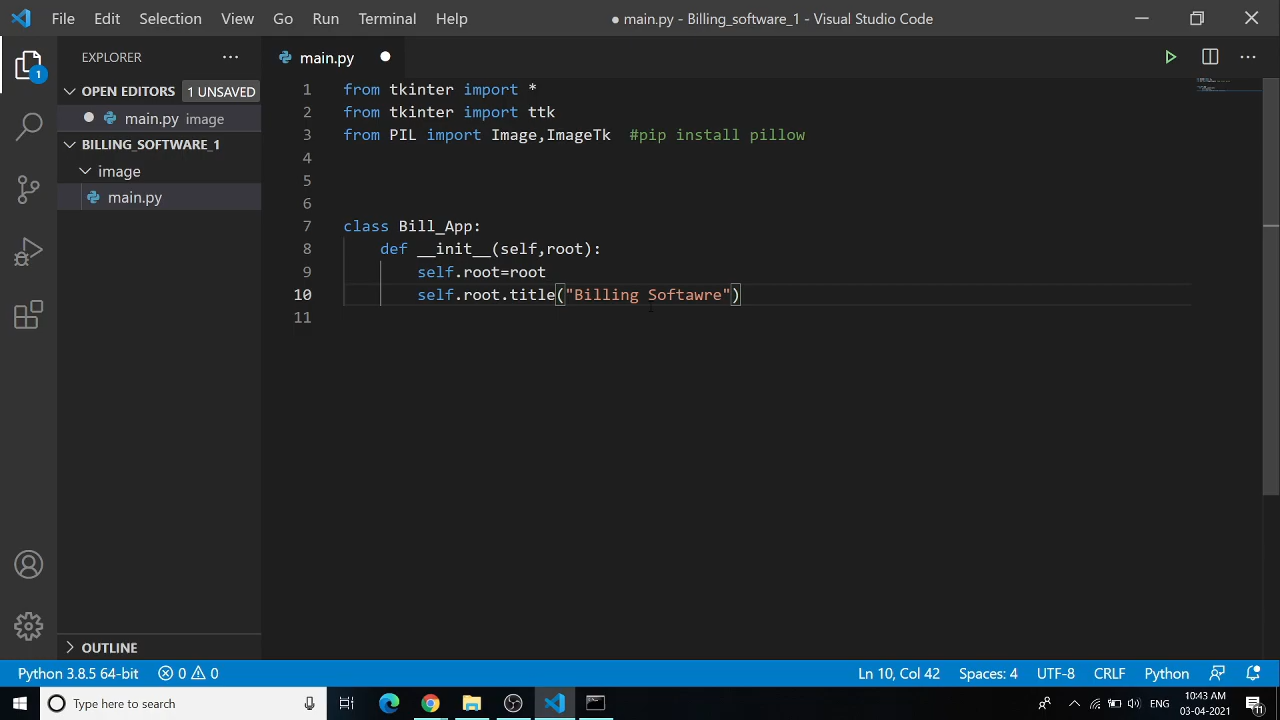 File Edit Selection View Go Run Terminal Help
● main.py - Billing_software_1 - Visual Studio Code
EXPLORER
main.py
OPEN EDITORS 1 UNSAVED
main.py image
BILLING_SOFTWARE_1
image
main.py
1
1 from tkinter import *
2 from tkinter import ttk
3 from PIL import Image,ImageTk #pip install pillow
4
5
6
7 class Bill_App:
8 def __init__(self,root):
9 self.root=root
10 self.root.title("Billing Softawre")
11
OUTLINE
Python 3.8.5 64-bit 0 0 Ln 10, Col 42 Spaces: 4 UTF-8 CRLF Python
Type here to search
ENG
10:43 AM
03-04-2021
11